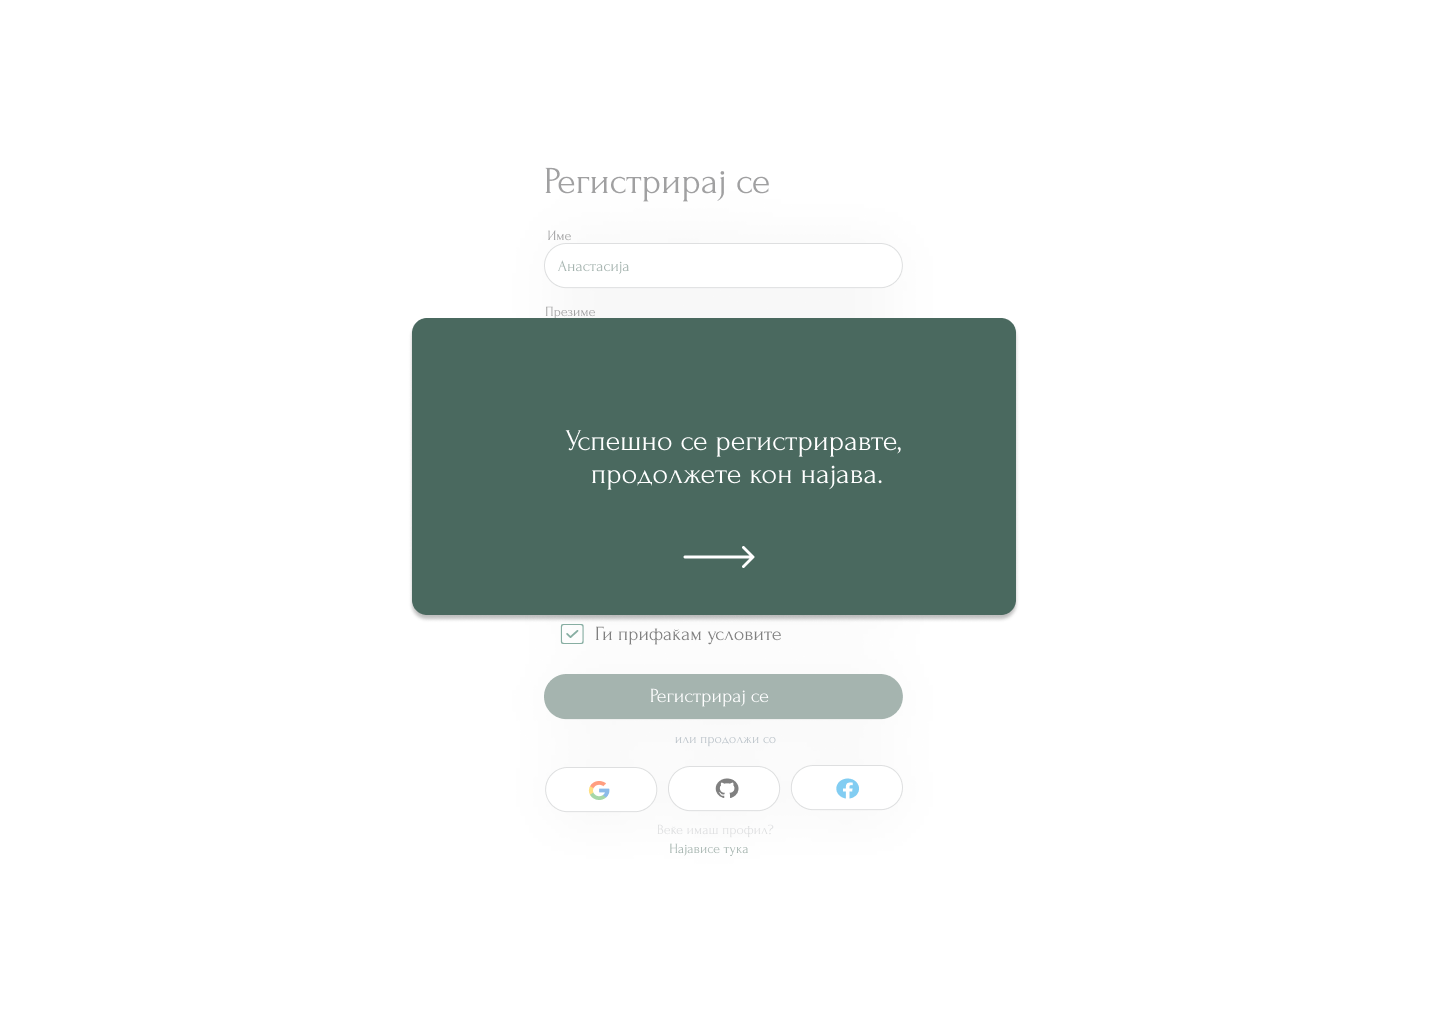 Регистрирај се
Име
Анастасија
Презиме
Успешно се регистриравте,
продолжете кон најава.
Ги прифаќам условите
Регистрирај се
или продолжи со
Веќе имаш профил?
Најависе тука